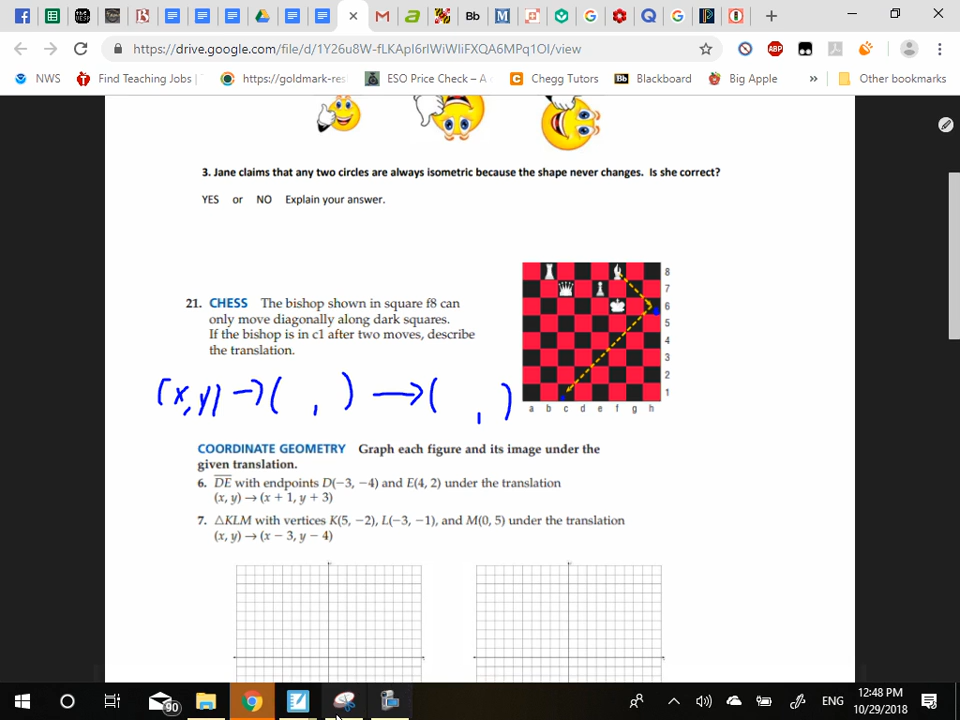 https://drive.google.com/file/d/1Y26u8W-fLKApI6rIWiWIiFXQA6MPq1OI/view
NWS
Find Teaching Jobs |
https://goldmark-res
ESO Price Check – A
Chegg Tutors
Blackboard
Big Apple
»
Other bookmarks
3. Jane claims that any two circles are always isometric because the shape never changes. Is she correct?
YES or NO Explain your answer.
21. CHESS The bishop shown in square f8 can
only move diagonally along dark squares.
If the bishop is in c1 after two moves, describe
the translation.
8
7
6
5
4
3
2
1
a b c d e f g h
(x,y) → ( , ) → ( , )
COORDINATE GEOMETRY Graph each figure and its image under the
given translation.
6. DE with endpoints D(−3, −4) and E(4, 2) under the translation
(x, y) → (x + 1, y + 3)
7. △KLM with vertices K(5, −2), L(−3, −1), and M(0, 5) under the translation
(x, y) → (x − 3, y − 4)
90
ENG
12:48 PM
10/29/2018